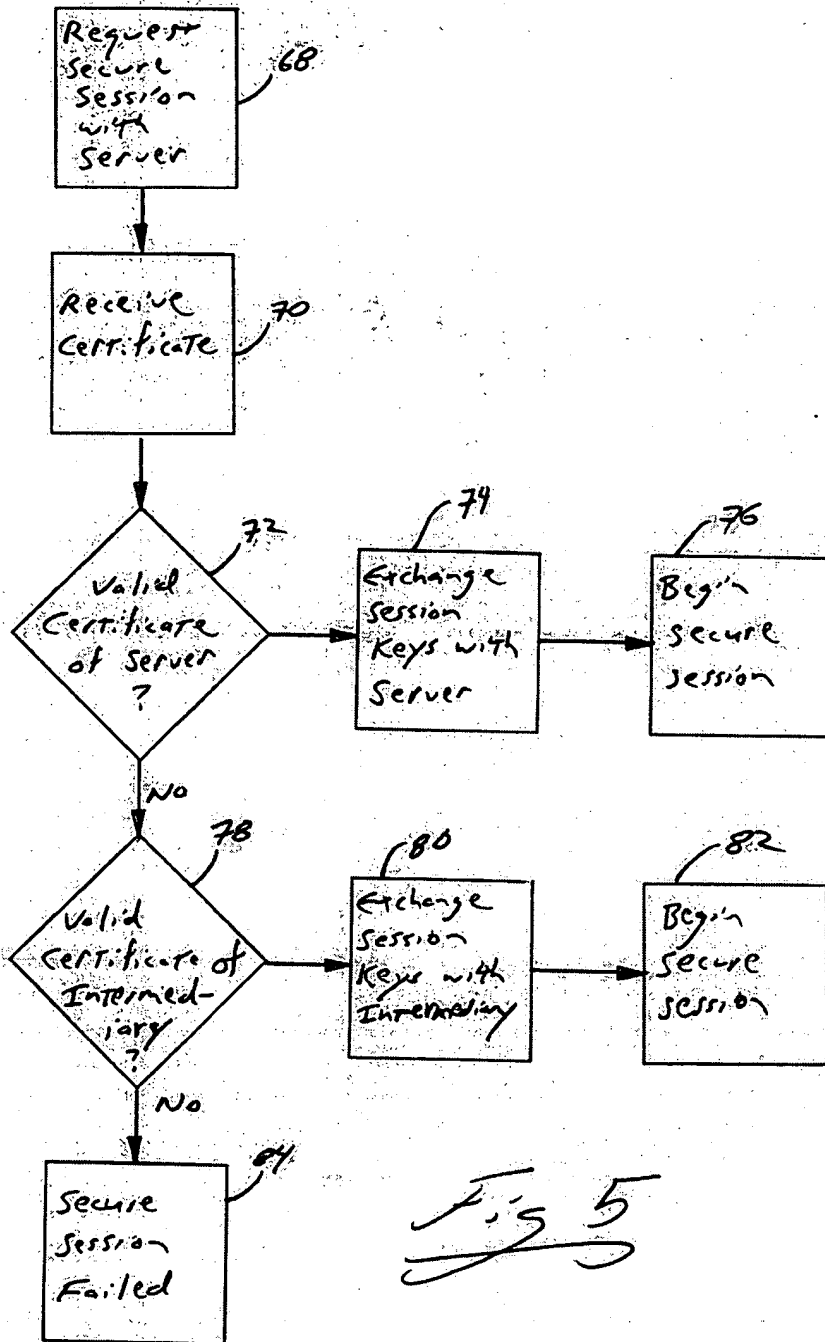 Request
Secure
Session
with
Server
68
Receive
Certificate
70
Valid
Certificate
of Server
?
72
Exchange
Session
Keys with
Server
74
Begin
secure
session
76
No
Valid
Certificate of
Intermed-
iary
?
78
Exchange
Session
Keys with
Intermediary
80
Begin
Secure
session
82
No
Secure
Session
Failed
84
Fig 5